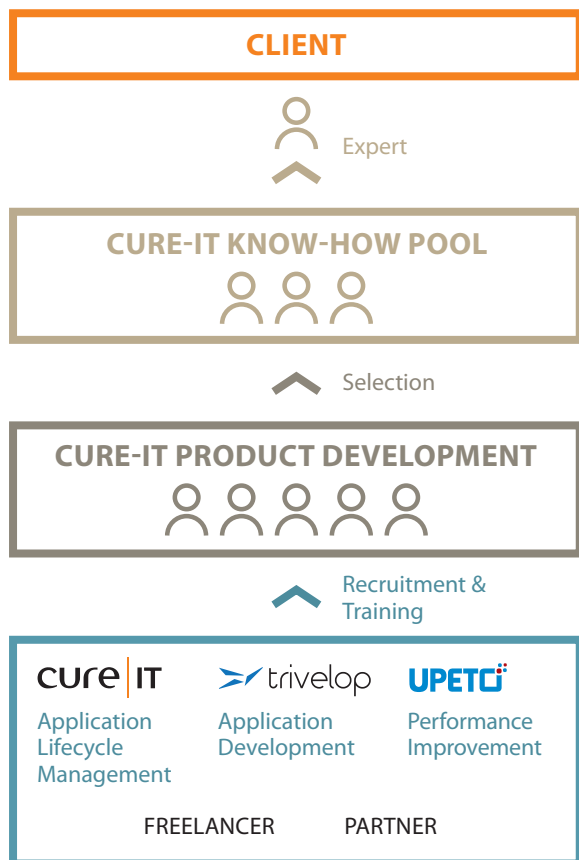 CLIENT
Expert
CURE-IT KNOW-HOW POOL
Selection
CURE-IT PRODUCT DEVELOPMENT
Recruitment &
Training
cure IT
trivelop
UPETO
Application
Lifecycle
Management
Application
Development
Performance
Improvement
FREELANCER PARTNER